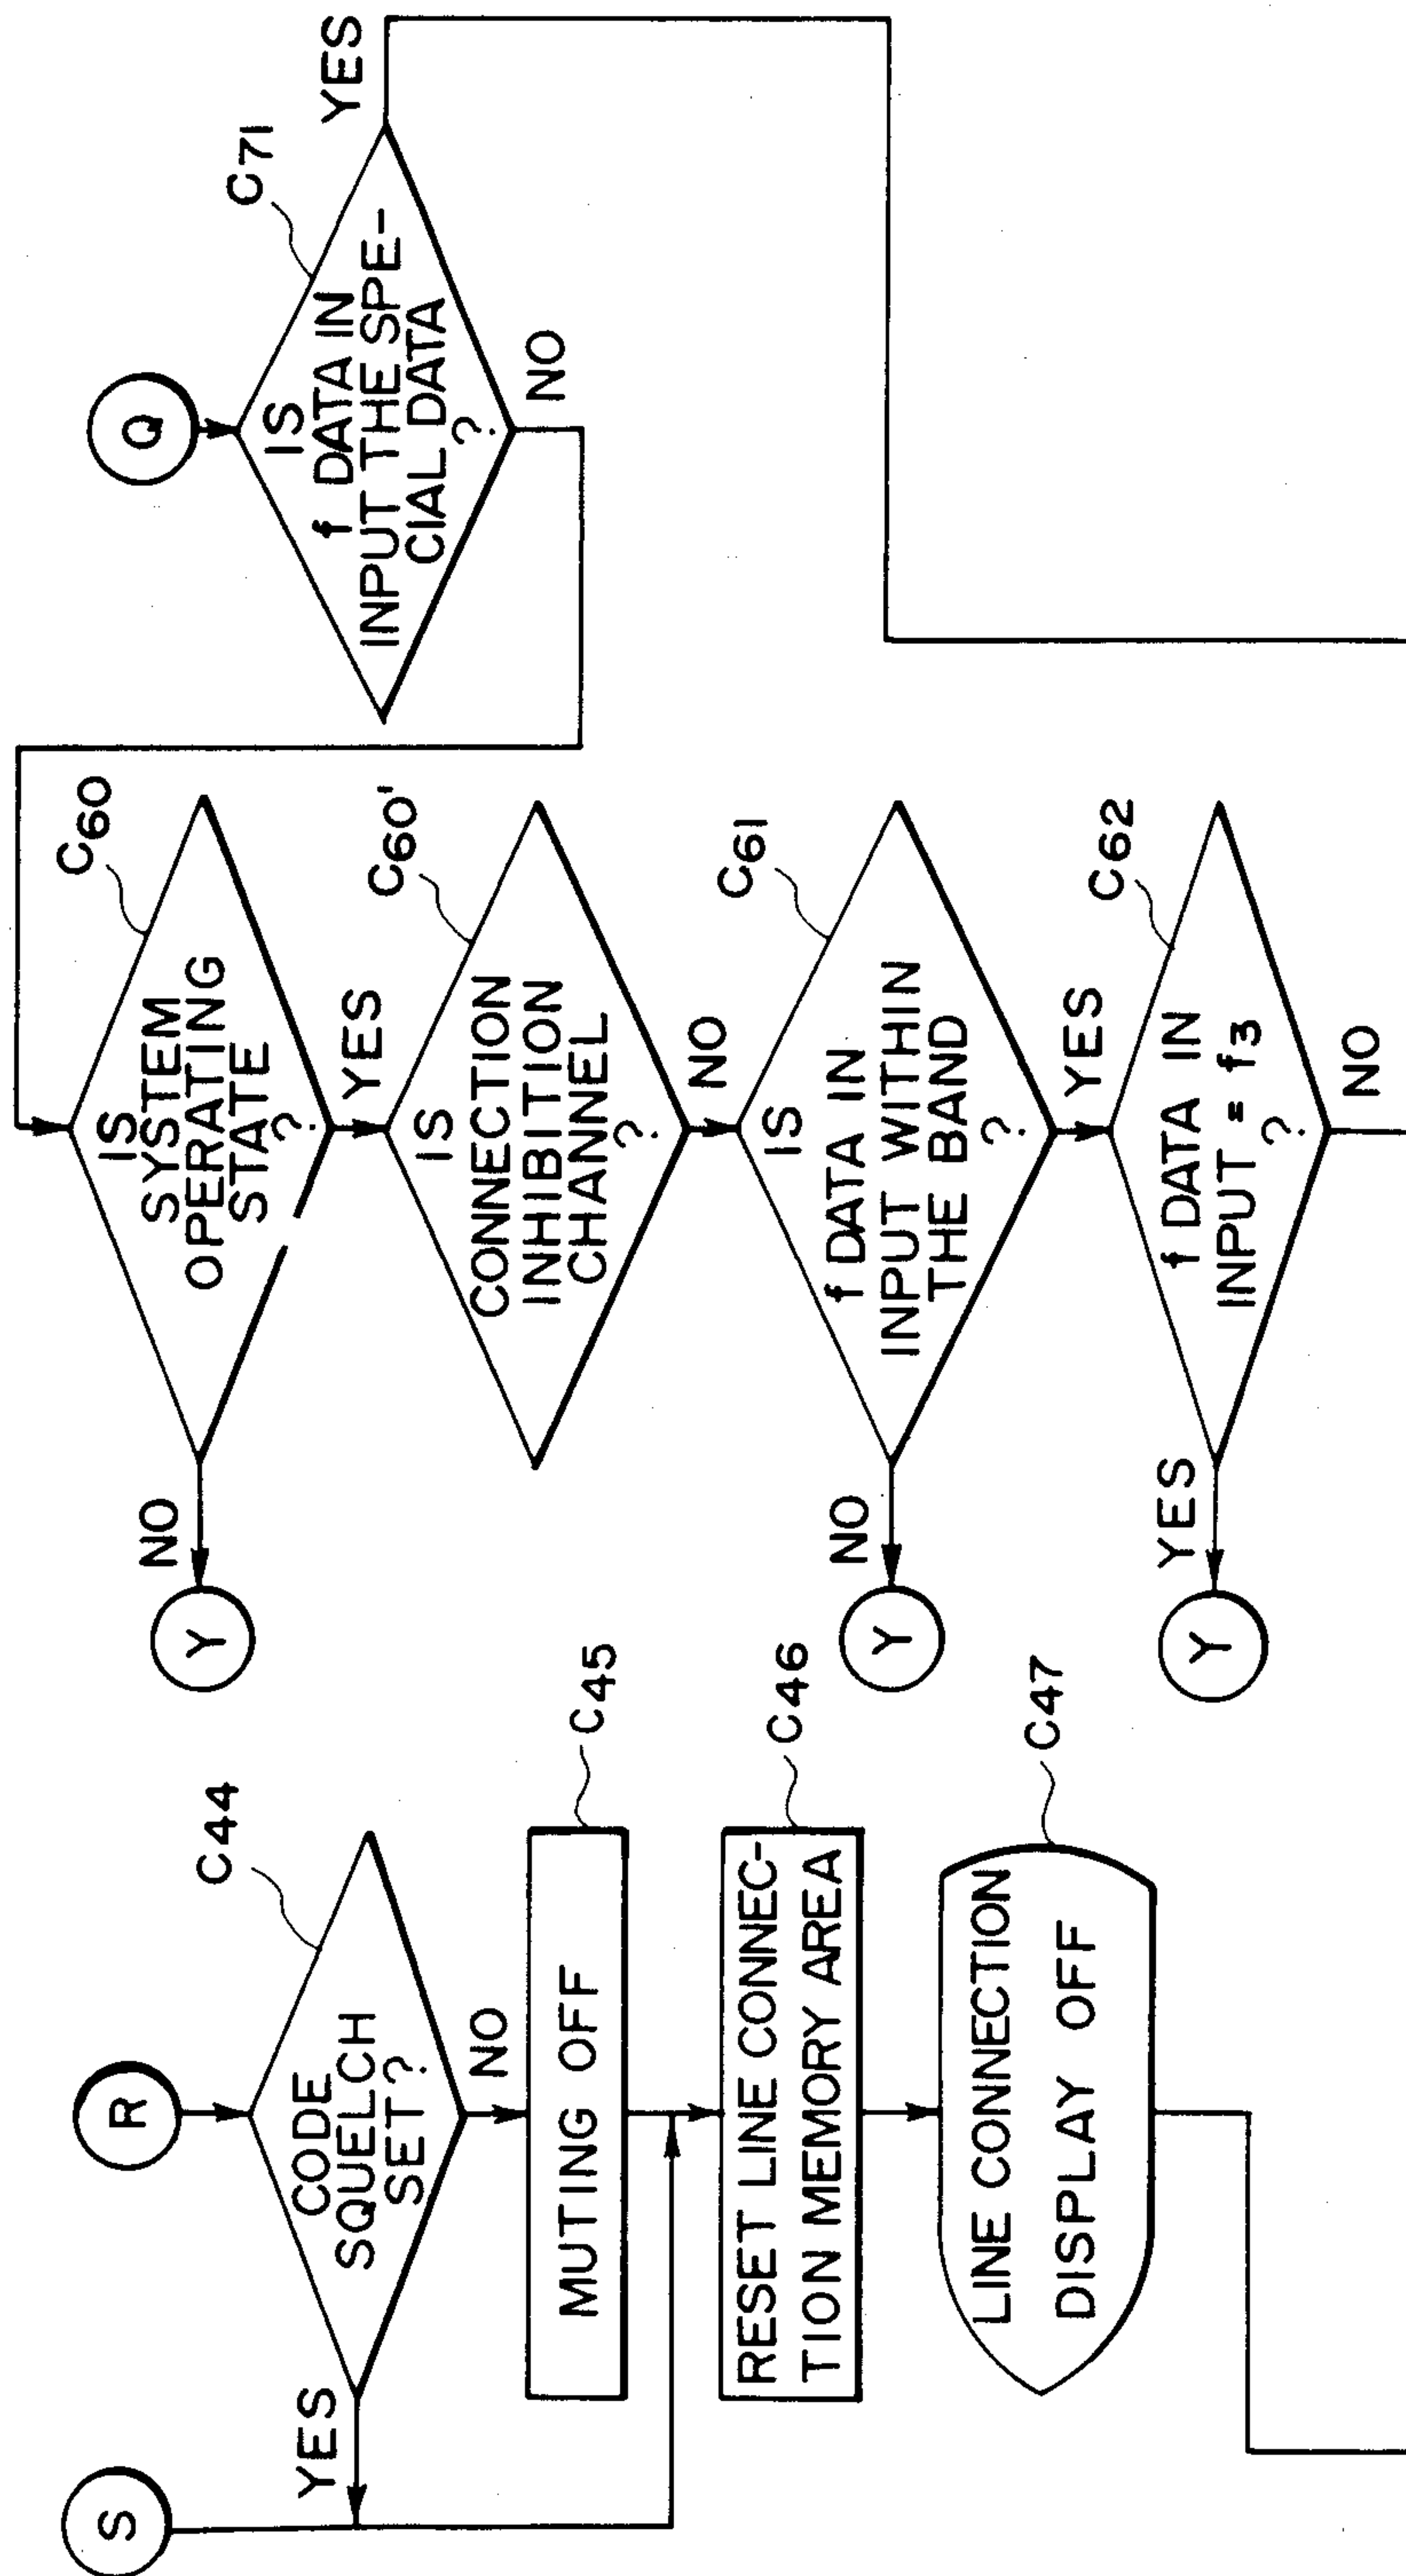 S
R
C44
CODE
SQUELCH
SET?
YES
NO
C45
MUTING OFF
C46
RESET LINE CONNEC-
TION MEMORY AREA
C47
LINE CONNECTION
DISPLAY OFF
C60
IS
SYSTEM
OPERATING
STATE
?
NO
Y
YES
C60'
IS
CONNECTION
INHIBITION
CHANNEL
?
NO
C61
IS
f DATA IN
INPUT WITHIN
THE BAND
?
NO
Y
YES
C62
f DATA IN
INPUT = f3
?
YES
Y
NO
Q
C71
IS
f DATA IN
INPUT THE SPE-
CIAL DATA
?
YES
NO